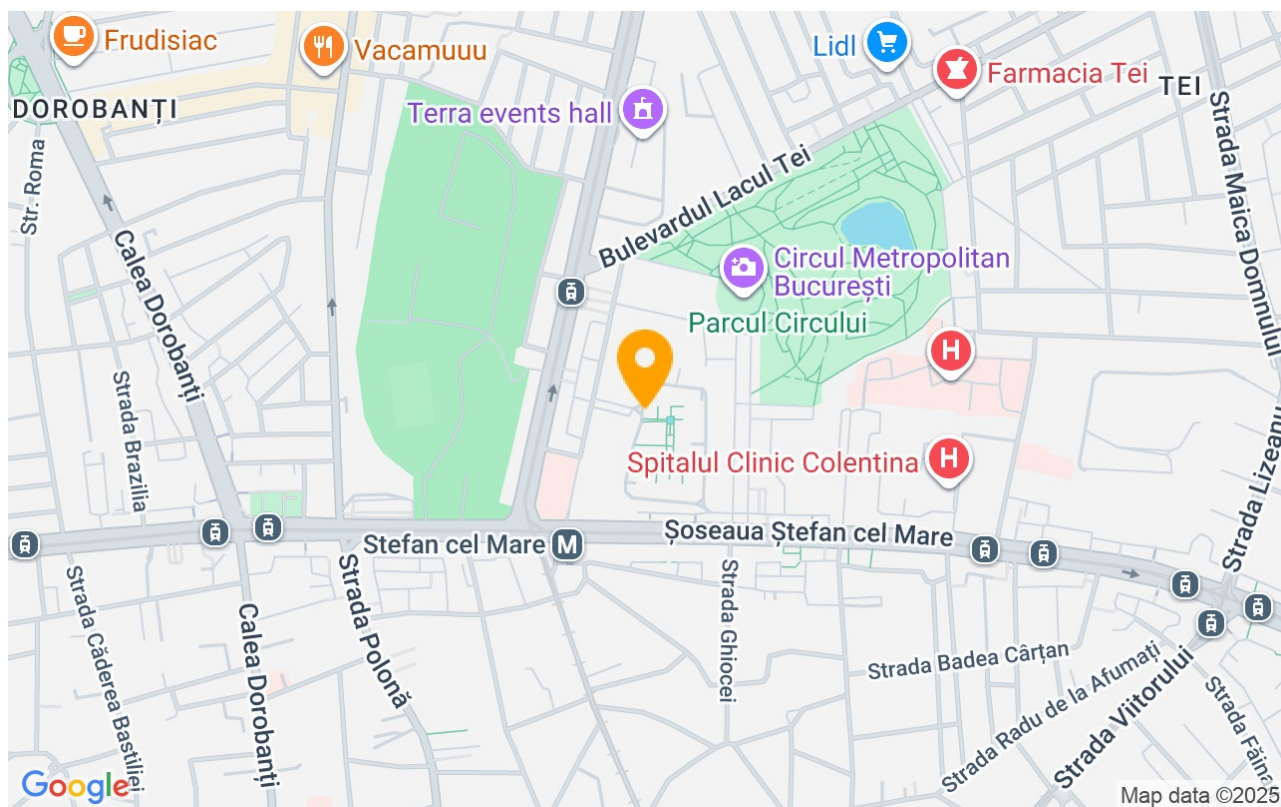 Frudisiac
Vacamuuu
Lidl
Farmacia Tei
TEI
DOROBANȚI
Terra events hall
Str. Roma
Bulevardul Lacul Tei
Strada Maica Domnului
Calea Dorobanți
Circul Metropolitan
București
Parcul Circului
H
Strada Brazilia
Spitalul Clinic Colentina
H
Strada Lizeanu
Stefan cel Mare
M
Șoseaua Ștefan cel Mare
Strada Căderea Bastiliei
Calea Dorobanți
Strada Polonă
Strada Ghiocei
Strada Badea Cârțan
Strada Radu de la Afumați
Strada Viitorului
Strada Făina
Google
Map data ©2025